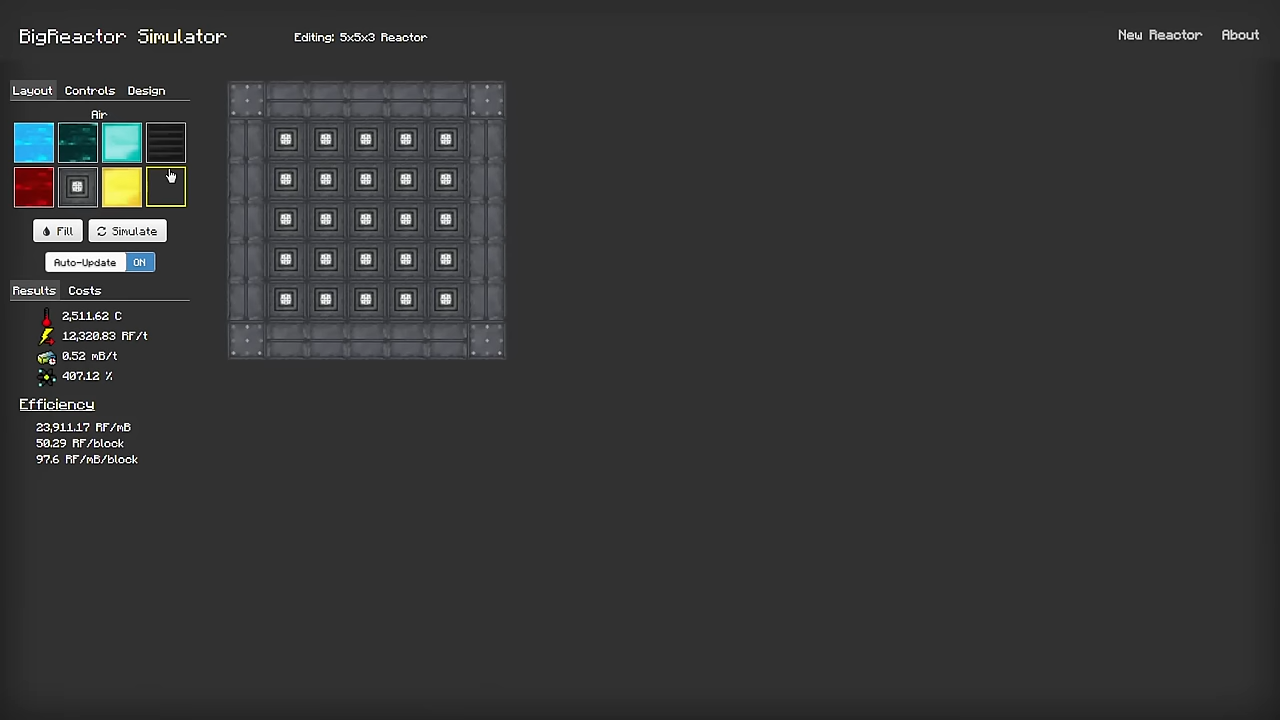 BigReactor Simulator
Editing: 5x5x3 Reactor
New Reactor
About
Layout
Controls
Design
Air
Fill
Simulate
Auto-Update
ON
Results
Costs
2,511.62 C
12,320.83 RF/t
0.52 mB/t
407.12 %
Efficiency
23,911.17 RF/mB
50.29 RF/block
97.6 RF/mB/block